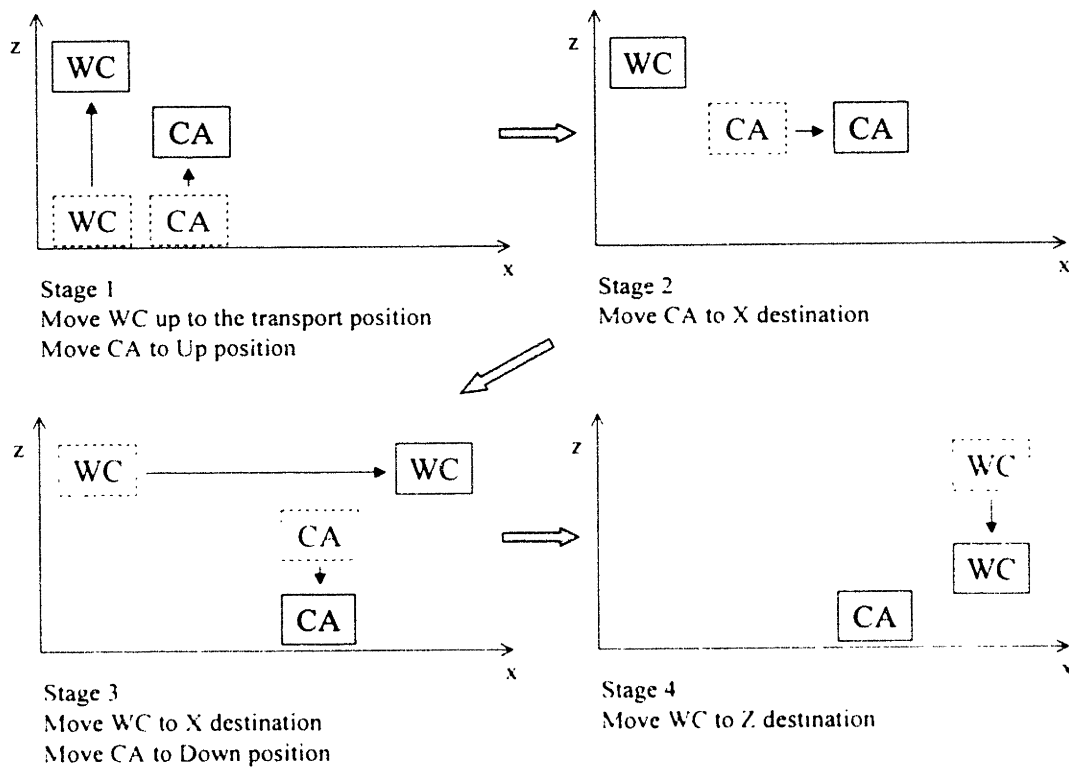 z
WC
CA
WC
CA
x
Stage 1
Move WC up to the transport position
Move CA to Up position
z
WC
CA
CA
x
Stage 2
Move CA to X destination
z
WC
WC
CA
CA
x
Stage 3
Move WC to X destination
Move CA to Down position
z
WC
WC
CA
x
Stage 4
Move WC to Z destination